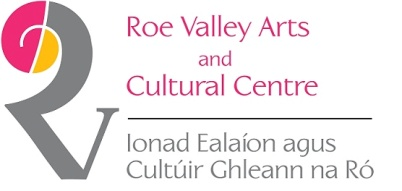 Roe Valley Arts
and
Cultural Centre
Ionad Ealaíon agus
Cultúir Ghleann na Ró